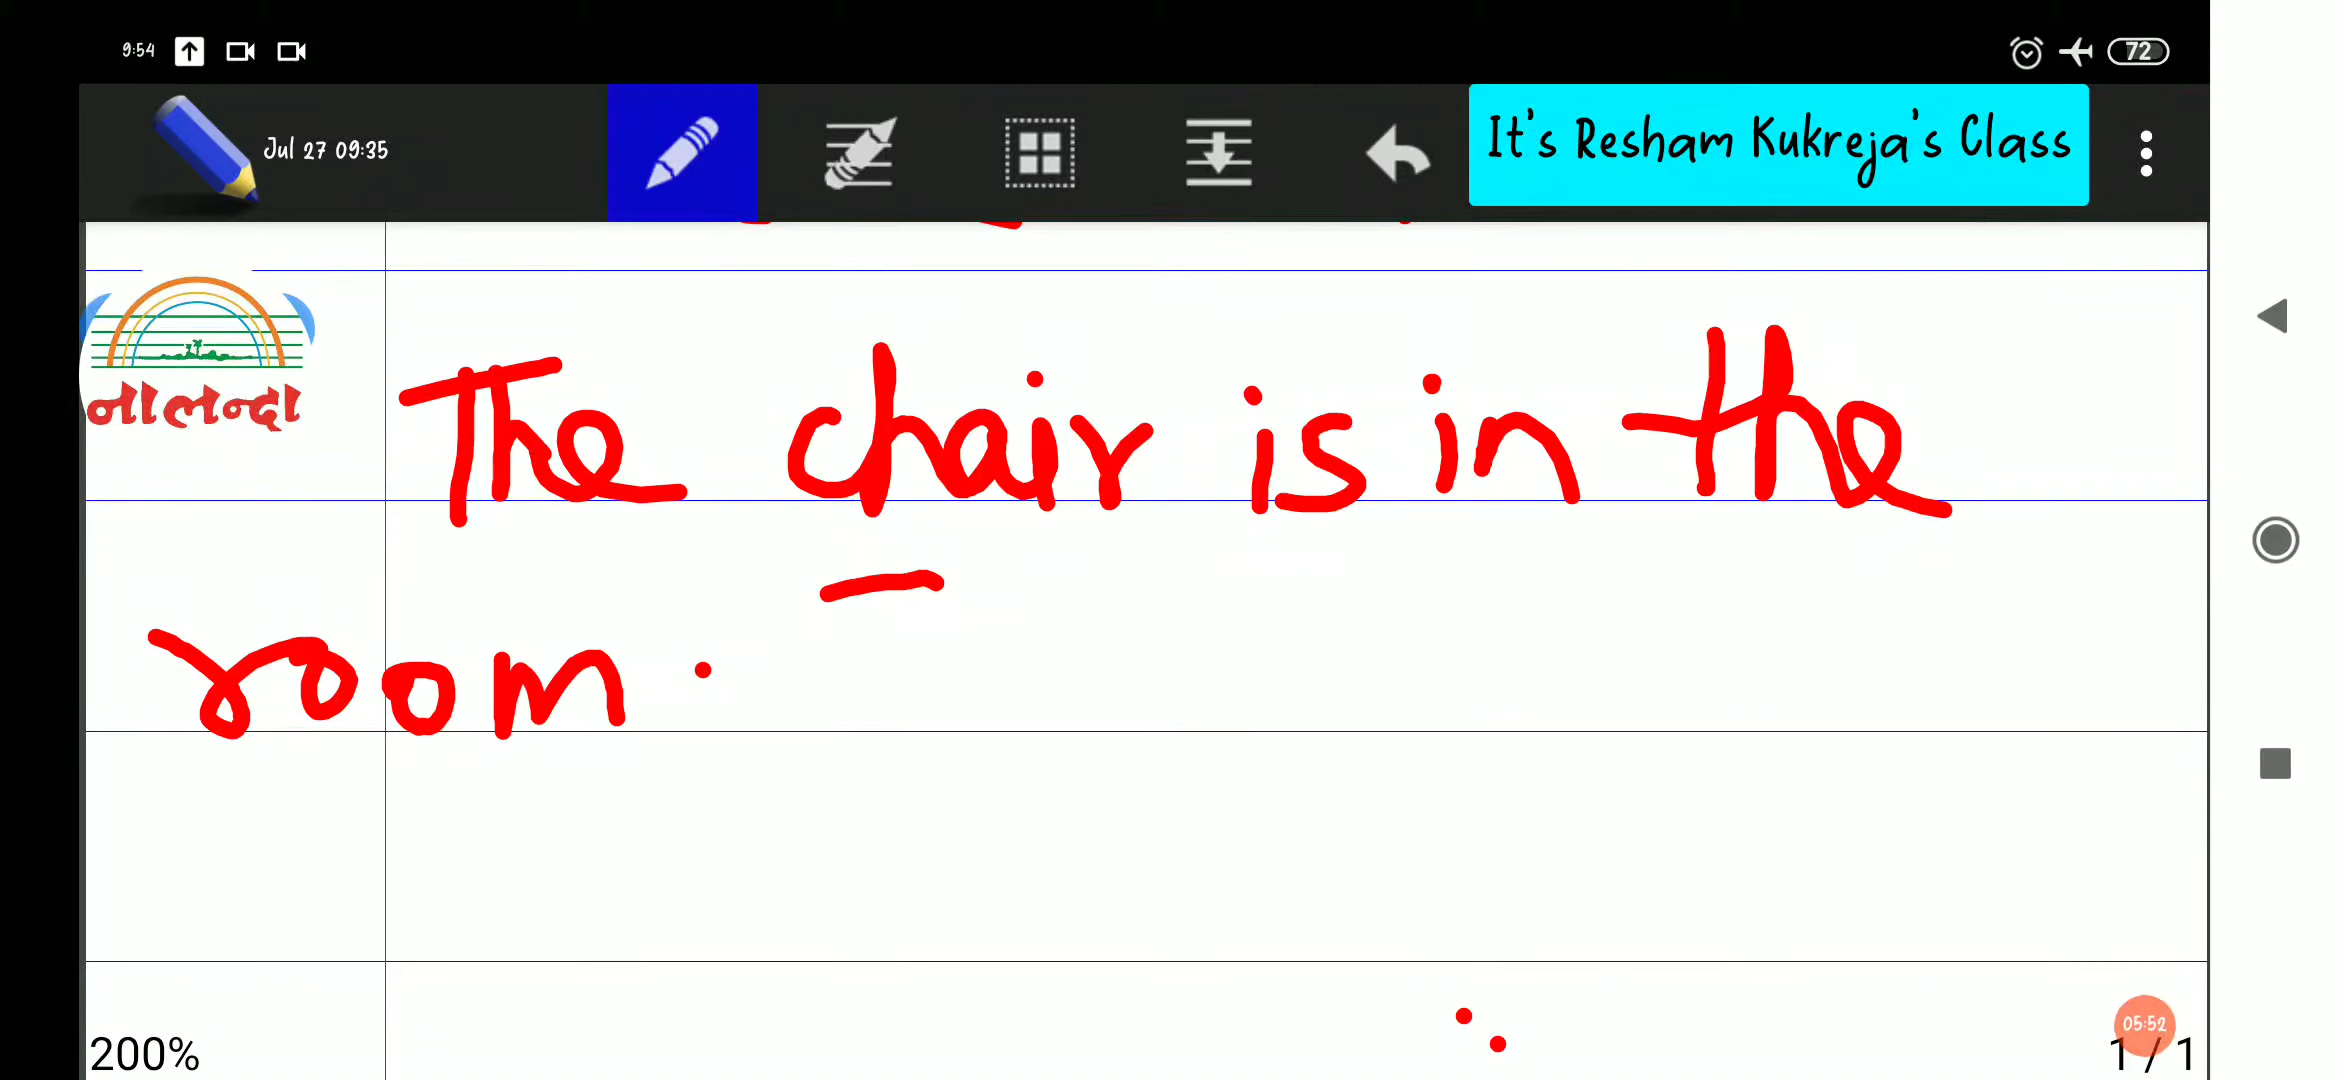 9:54
72
Jul 27 09:35
It's Resham Kukreja's Class
नालन्दा
The chair is in the
room.
05:52
200%
1 / 1